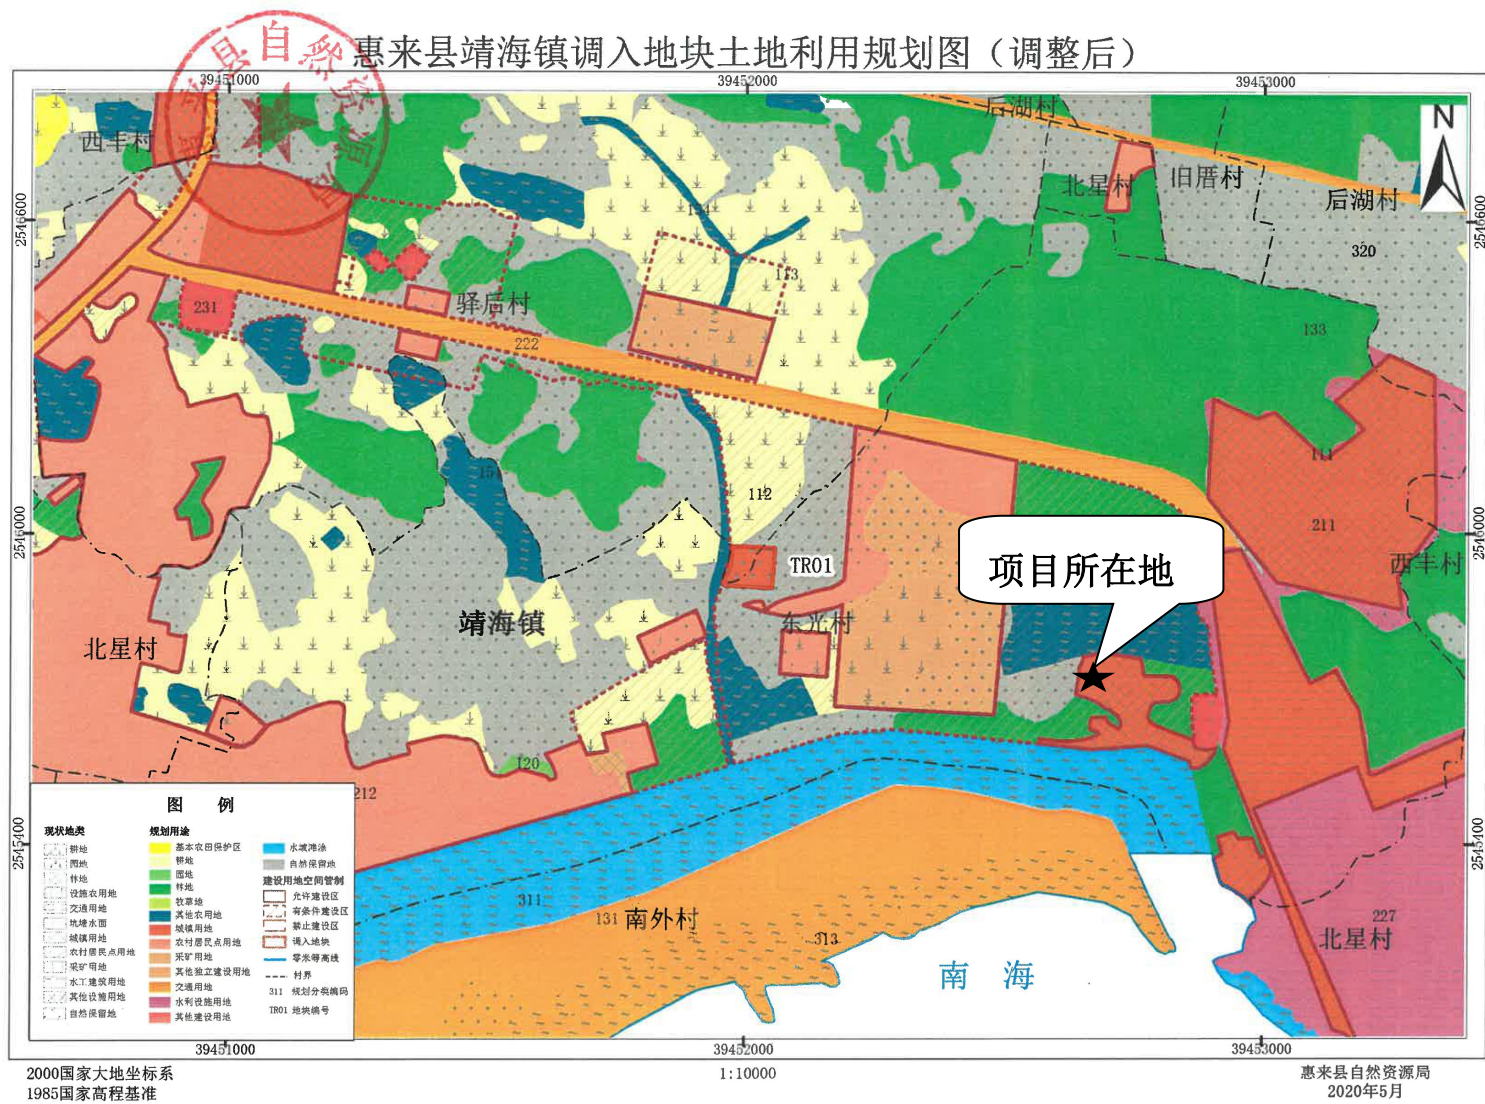 惠来县靖海镇调入地块土地利用规划图（调整后）
县自然资源局
39451000
39452000
39453000
后湖村
N
西丰村
北星村
旧厝村
后湖村
2546600
2546600
320
113
驿后村
231
133
222
111
151
112
211
2546000
2546000
项目所在地
西丰村
TR01
靖海镇
东光村
北星村
120
212
2545400
2545400
311
131
南外村
313
227
北星村
南 海
图 例
现状地类
耕地
园地
林地
设施农用地
交通用地
坑塘水面
城镇用地
农村居民点用地
采矿用地
水工建筑用地
其他设施用地
自然保留地
规划用途
基本农田保护区
耕地
园地
林地
牧草地
其他农用地
城镇用地
农村居民点用地
采矿用地
其他独立建设用地
交通用地
水利设施用地
其他建设用地
水域滩涂
自然保留地
建设用地空间管制
允许建设区
有条件建设区
禁止建设区
调入地块
零米等高线
村界
311 规划分类编码
TR01 地块编号
39451000
39452000
39453000
2000国家大地坐标系
1985国家高程基准
1:10000
惠来县自然资源局
2020年5月